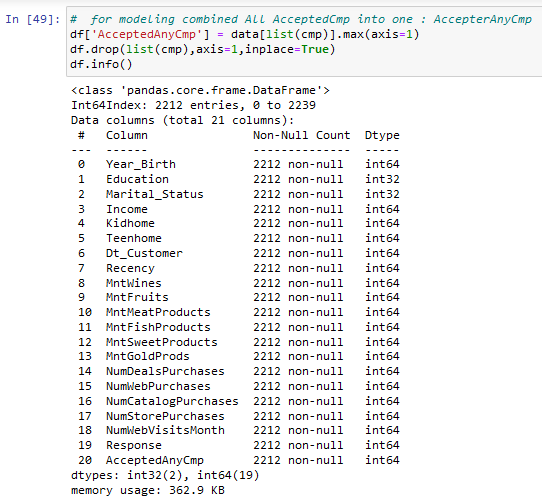 In [49]: #  for modeling combined All AcceptedCmp into one : AccepterAnyCmp
df['AcceptedAnyCmp'] = data[list(cmp)].max(axis=1)
df.drop(list(cmp),axis=1,inplace=True)
df.info()
<class 'pandas.core.frame.DataFrame'>
Int64Index: 2212 entries, 0 to 2239
Data columns (total 21 columns):
 #   Column               Non-Null Count  Dtype
---  ------               --------------  -----
 0   Year_Birth           2212 non-null   int64
 1   Education            2212 non-null   int32
 2   Marital_Status       2212 non-null   int32
 3   Income               2212 non-null   int64
 4   Kidhome              2212 non-null   int64
 5   Teenhome             2212 non-null   int64
 6   Dt_Customer          2212 non-null   int64
 7   Recency              2212 non-null   int64
 8   MntWines             2212 non-null   int64
 9   MntFruits            2212 non-null   int64
 10  MntMeatProducts      2212 non-null   int64
 11  MntFishProducts      2212 non-null   int64
 12  MntSweetProducts     2212 non-null   int64
 13  MntGoldProds         2212 non-null   int64
 14  NumDealsPurchases    2212 non-null   int64
 15  NumWebPurchases      2212 non-null   int64
 16  NumCatalogPurchases  2212 non-null   int64
 17  NumStorePurchases    2212 non-null   int64
 18  NumWebVisitsMonth    2212 non-null   int64
 19  Response             2212 non-null   int64
 20  AcceptedAnyCmp       2212 non-null   int64
dtypes: int32(2), int64(19)
memory usage: 362.9 KB